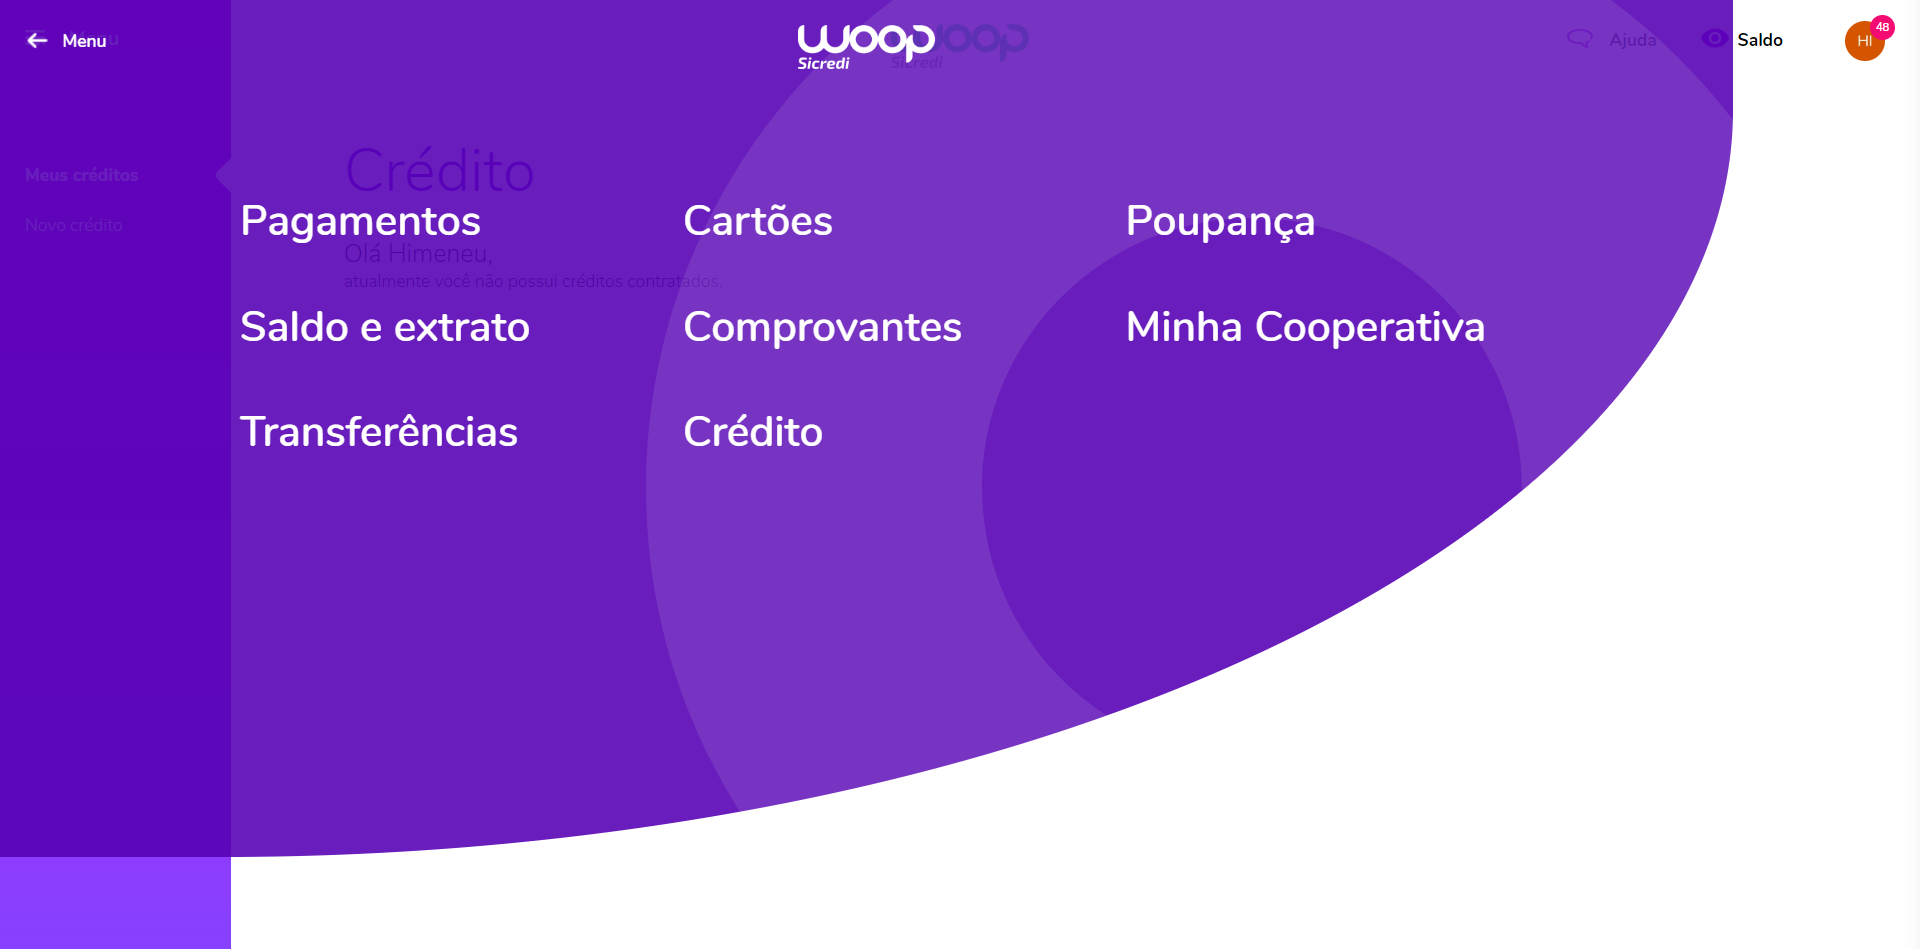 Menu
woop
Sicredi
Ajuda
Saldo
HI
48
Meus créditos
Novo crédito
Crédito
Olá Himeneu,
atualmente você não possui créditos contratados.
Pagamentos
Cartões
Poupança
Saldo e extrato
Comprovantes
Minha Cooperativa
Transferências
Crédito